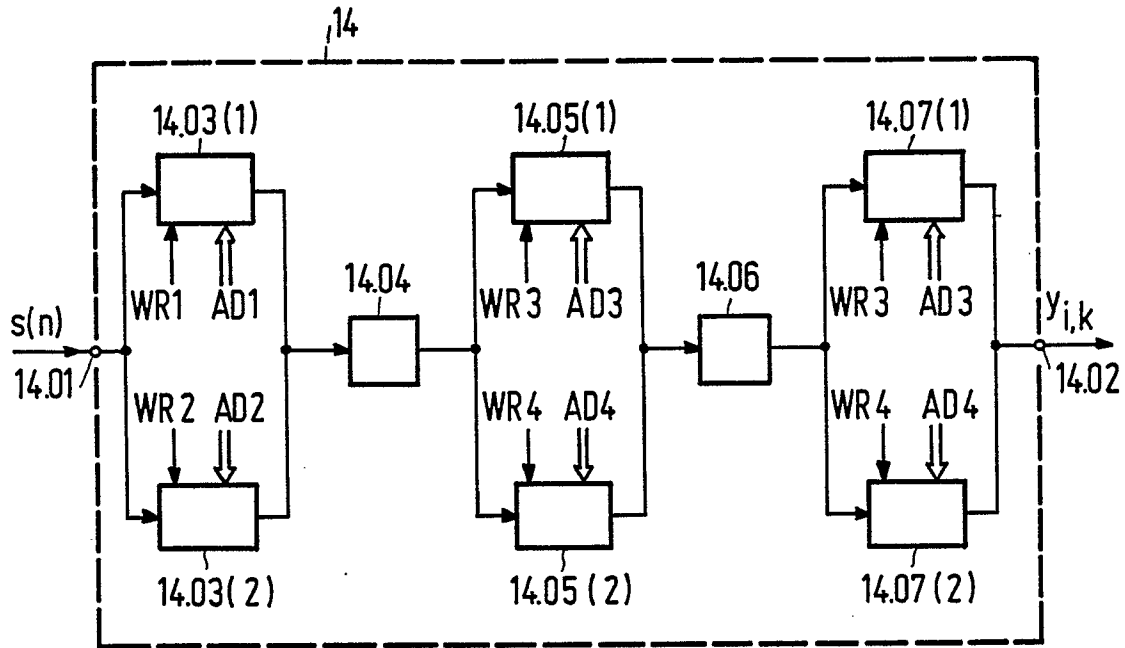 14
14.03(1) 14.05(1) 14.07(1)
WR1 AD1 14.04 WR3 AD3 14.06 WR3 AD3
s(n) y i,k
14.01 14.02
WR2 AD2 WR4 AD4 WR4 AD4
14.03(2) 14.05(2) 14.07(2)